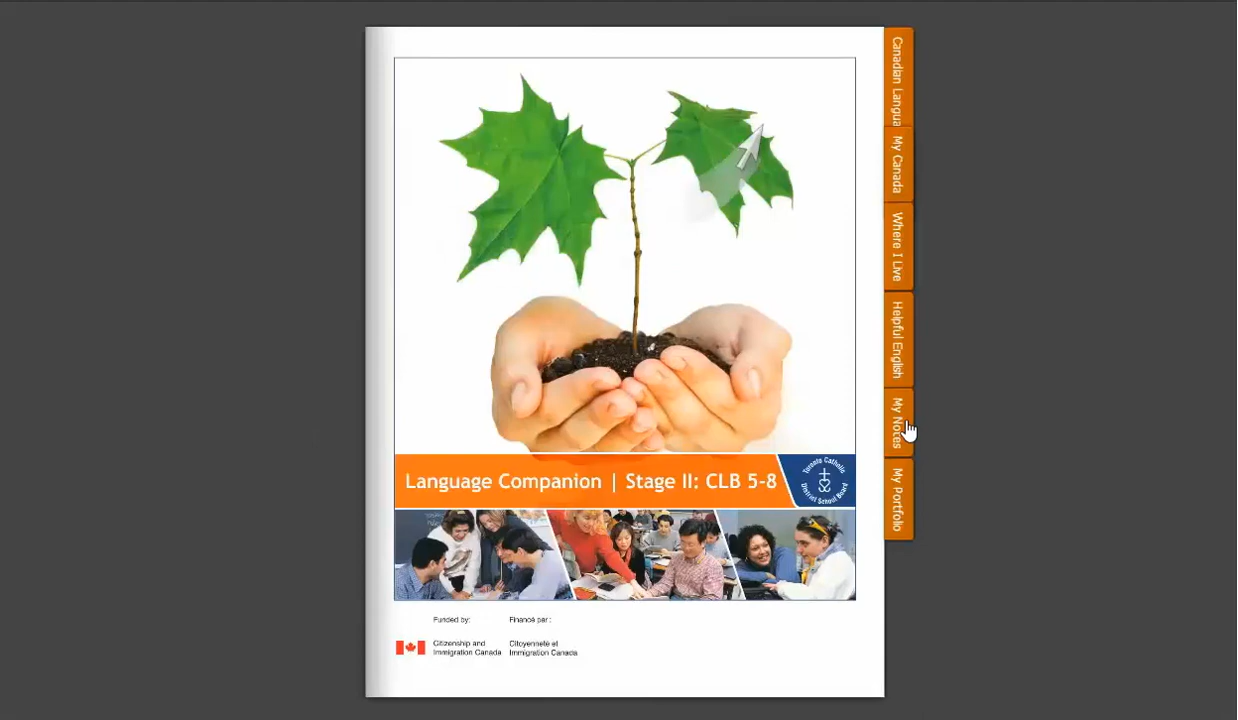 Canadian Langua
My Canada
Where I Live
Helpful English
My Notes
My Portfolio
Language Companion | Stage II: CLB 5-8
Toronto Catholic
District School Board
Funded by:
Financé par :
Citizenship and
Immigration Canada
Citoyenneté et
Immigration Canada